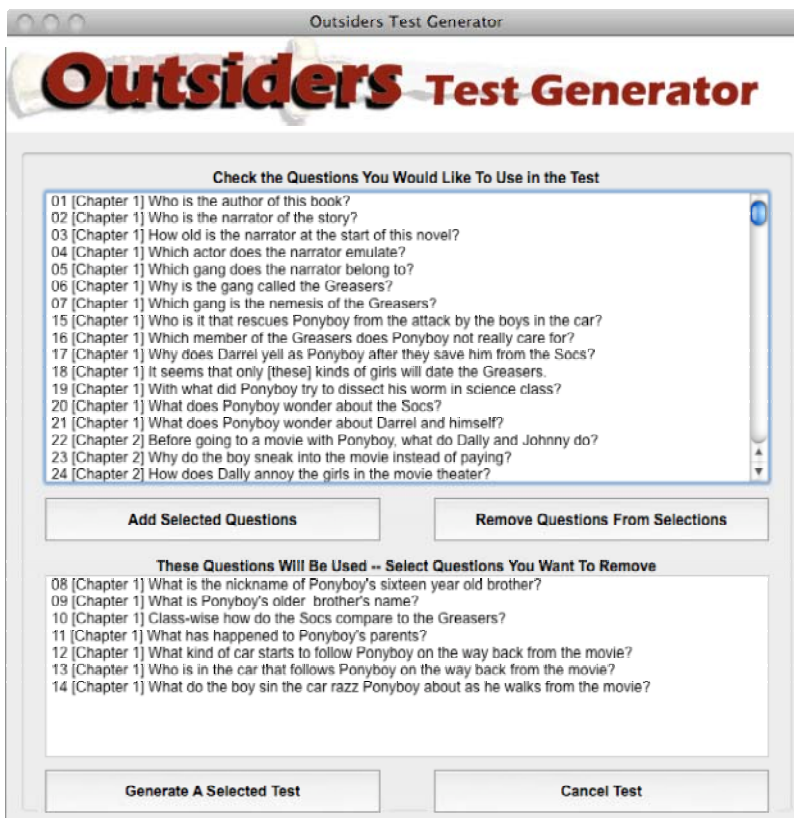 Outsiders Test Generator
Outsiders Test Generator
Check the Questions You Would Like To Use in the Test
01 [Chapter 1] Who is the author of this book?
02 [Chapter 1] Who is the narrator of the story?
03 [Chapter 1] How old is the narrator at the start of this novel?
04 [Chapter 1] Which actor does the narrator emulate?
05 [Chapter 1] Which gang does the narrator belong to?
06 [Chapter 1] Why is the gang called the Greasers?
07 [Chapter 1] Which gang is the nemesis of the Greasers?
15 [Chapter 1] Who is it that rescues Ponyboy from the attack by the boys in the car?
16 [Chapter 1] Which member of the Greasers does Ponyboy not really care for?
17 [Chapter 1] Why does Darrel yell as Ponyboy after they save him from the Socs?
18 [Chapter 1] It seems that only [these] kinds of girls will date the Greasers.
19 [Chapter 1] With what did Ponyboy try to dissect his worm in science class?
20 [Chapter 1] What does Ponyboy wonder about the Socs?
21 [Chapter 1] What does Ponyboy wonder about Darrel and himself?
22 [Chapter 2] Before going to a movie with Ponyboy, what do Dally and Johnny do?
23 [Chapter 2] Why do the boy sneak into the movie instead of paying?
24 [Chapter 2] How does Dally annoy the girls in the movie theater?
Add Selected Questions
Remove Questions From Selections
These Questions Will Be Used -- Select Questions You Want To Remove
08 [Chapter 1] What is the nickname of Ponyboy's sixteen year old brother?
09 [Chapter 1] What is Ponyboy's older  brother's name?
10 [Chapter 1] Class-wise how do the Socs compare to the Greasers?
11 [Chapter 1] What has happened to Ponyboy's parents?
12 [Chapter 1] What kind of car starts to follow Ponyboy on the way back from the movie?
13 [Chapter 1] Who is in the car that follows Ponyboy on the way back from the movie?
14 [Chapter 1] What do the boy sin the car razz Ponyboy about as he walks from the movie?
Generate A Selected Test
Cancel Test